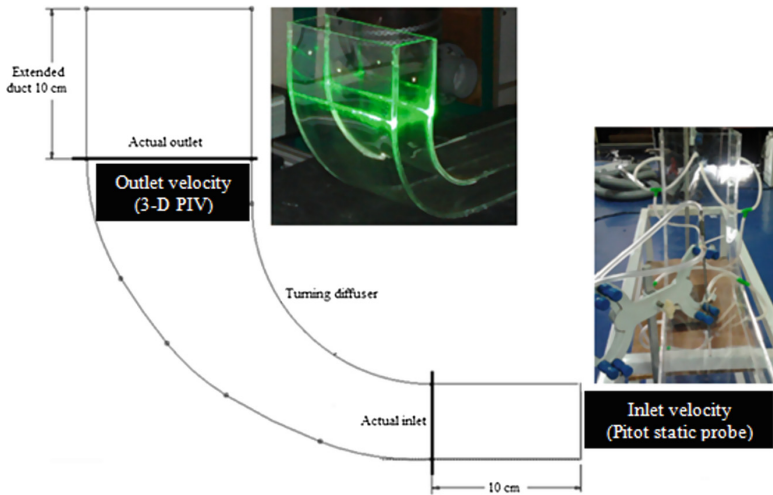 Extended
duct 10 cm
Actual outlet
Outlet velocity
(3-D PIV)
Turning diffuser
Actual inlet
Inlet velocity
(Pitot static probe)
10 cm